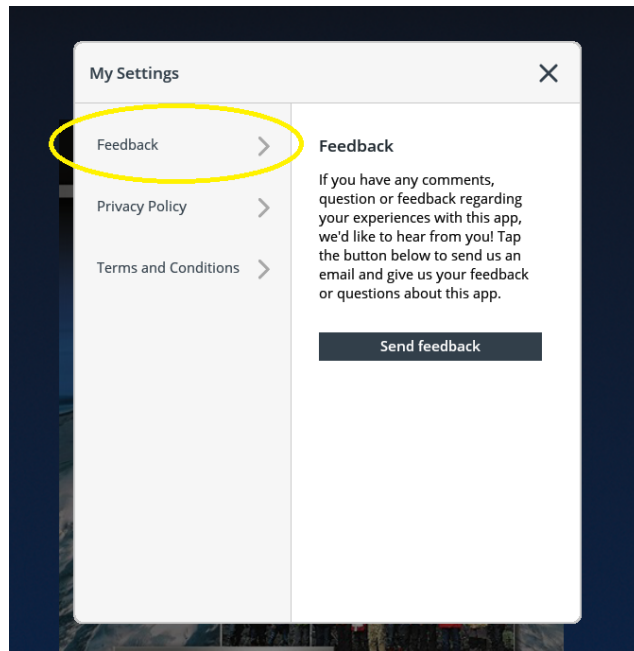 My Settings
Feedback
Privacy Policy
Terms and Conditions
Feedback
If you have any comments,
question or feedback regarding
your experiences with this app,
we'd like to hear from you! Tap
the button below to send us an
email and give us your feedback
or questions about this app.
Send feedback